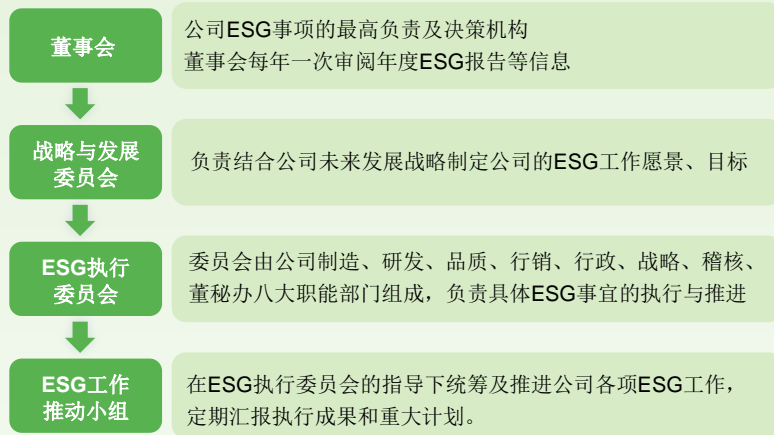 董事会
公司ESG事项的最高负责及决策机构
董事会每年一次审阅年度ESG报告等信息
战略与发展
委员会
负责结合公司未来发展战略制定公司的ESG工作愿景、目标
ESG执行
委员会
委员会由公司制造、研发、品质、行销、行政、战略、稽核、
董秘办八大职能部门组成，负责具体ESG事宜的执行与推进
ESG工作
推动小组
在ESG执行委员会的指导下统筹及推进公司各项ESG工作，
定期汇报执行成果和重大计划。